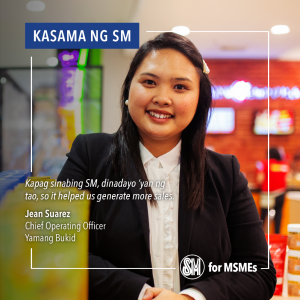 KASAMA NG SM
Kapag sinabing SM, dinadayo 'yan ng
tao, so it helped us generate more sales.
Jean Suarez
Chief Operating Officer
Yamang Bukid
SM for MSMEs